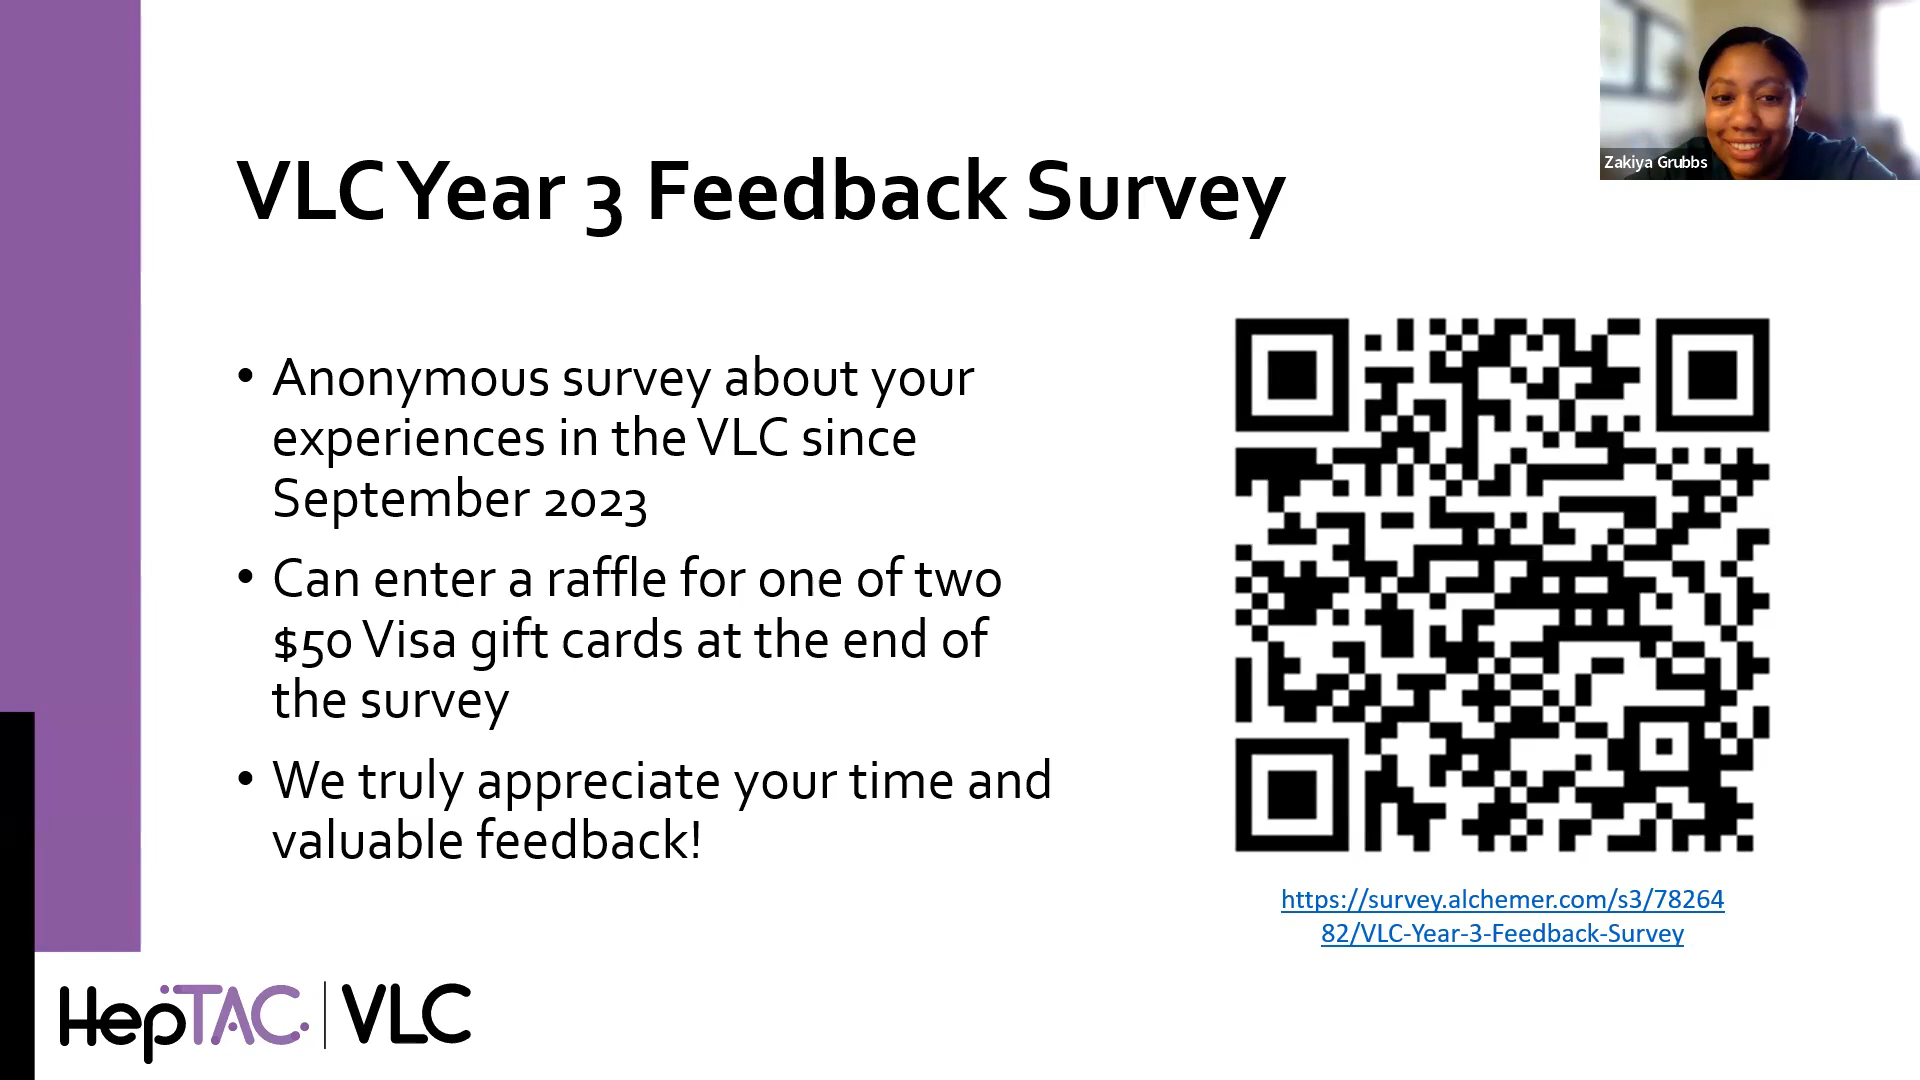 Zakiya Grubbs
VLC Year 3 Feedback Survey
• Anonymous survey about your
experiences in the VLC since
September 2023
• Can enter a raffle for one of two
$50 Visa gift cards at the end of
the survey
• We truly appreciate your time and
valuable feedback!
https://survey.alchemer.com/s3/78264
82/VLC-Year-3-Feedback-Survey
HepTAC | VLC